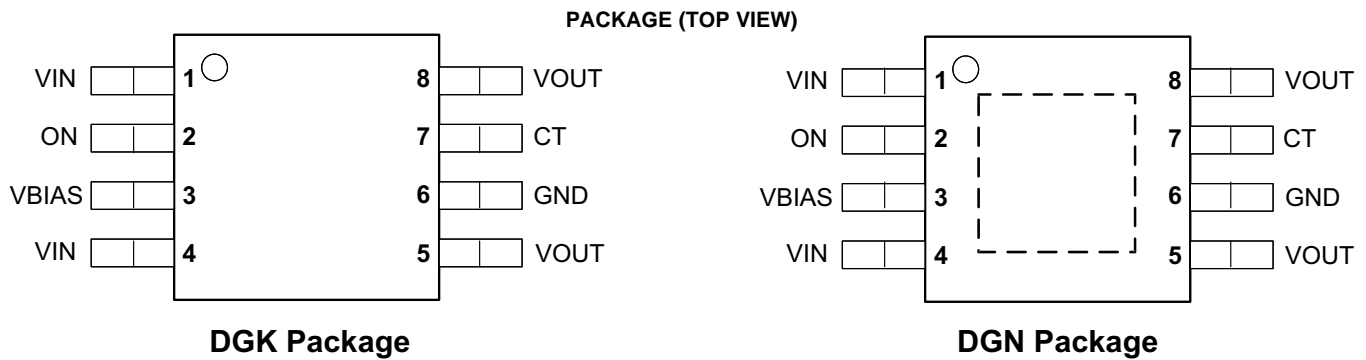 PACKAGE (TOP VIEW)
VIN 1 8 VOUT
ON 2 7 CT
VBIAS 3 6 GND
VIN 4 5 VOUT
DGK Package
VIN 1 8 VOUT
ON 2 7 CT
VBIAS 3 6 GND
VIN 4 5 VOUT
DGN Package